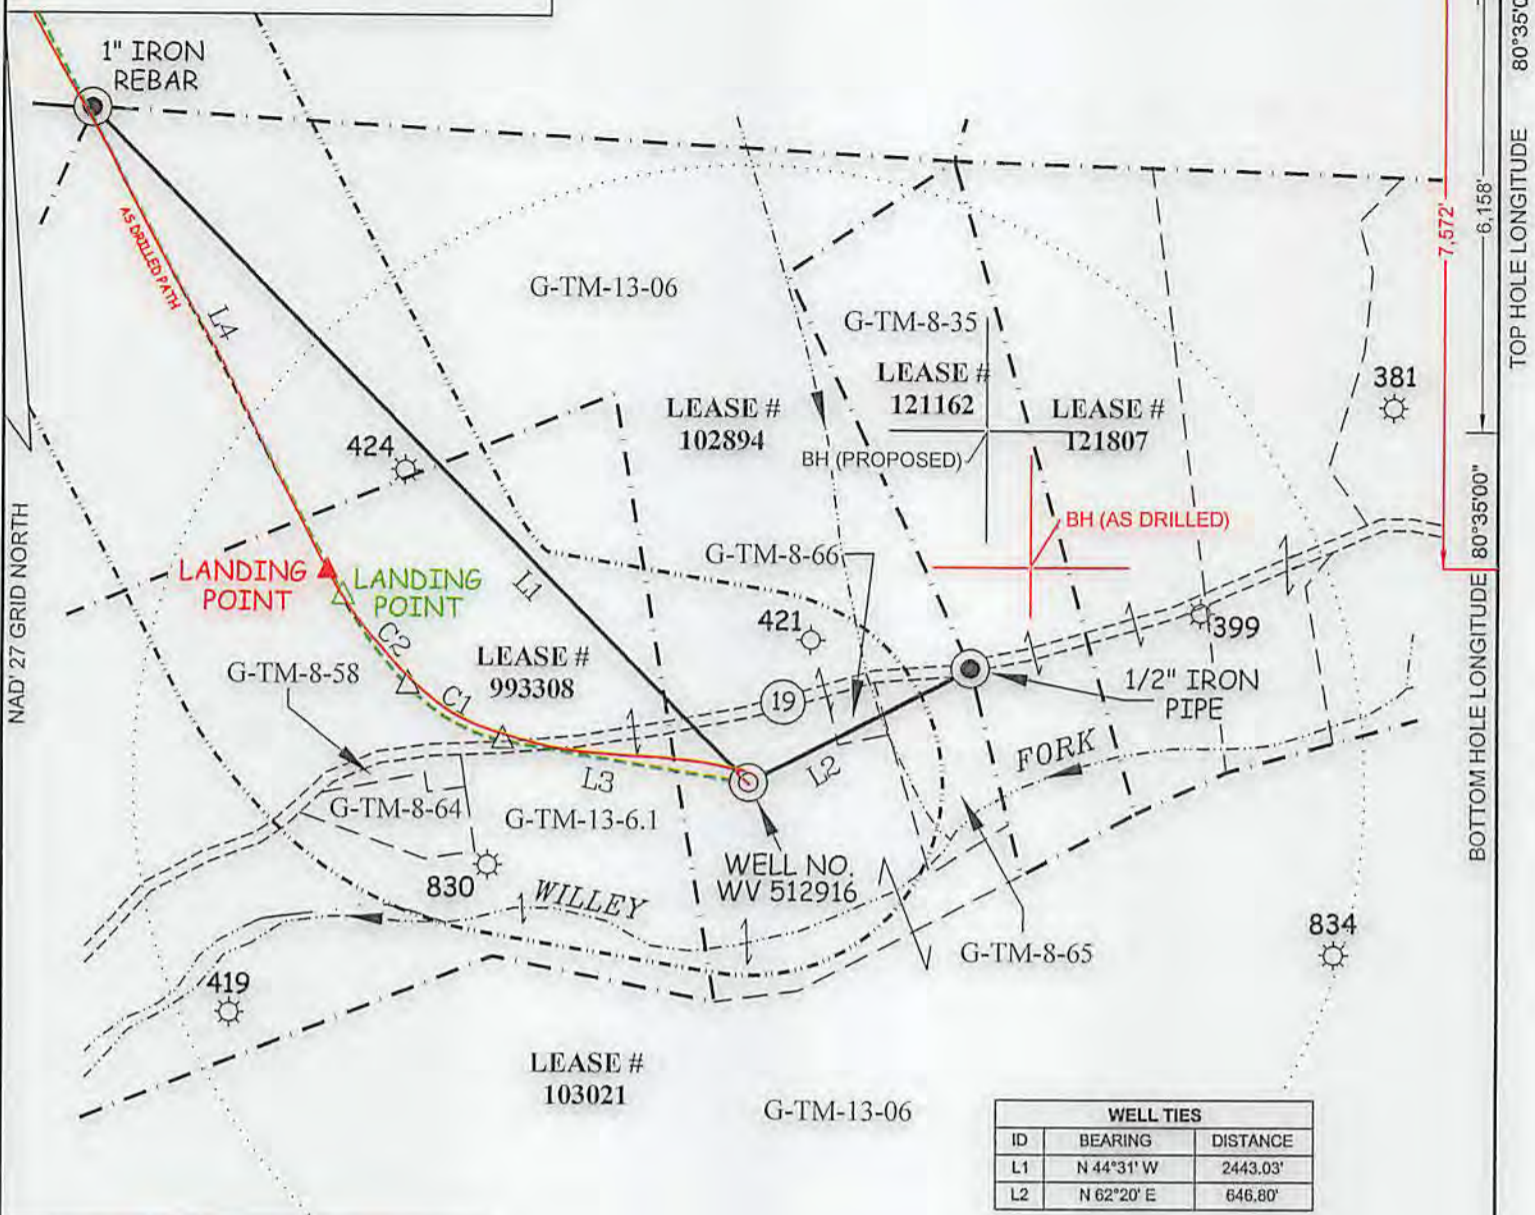 1" IRON
REBAR
AS DRILLED PATH
L4
G-TM-13-06
G-TM-8-35
LEASE #
121162
LEASE #
102894
LEASE #
121807
BH (PROPOSED)
BH (AS DRILLED)
381
424
L1
LANDING
POINT
LANDING
POINT
G-TM-8-66
421
399
C2
C1
G-TM-8-58
LEASE #
993308
19
1/2" IRON
PIPE
L3
L2
FORK
G-TM-8-64
G-TM-13-6.1
WELL NO.
WV 512916
830
WILLEY
G-TM-8-65
834
419
LEASE #
103021
G-TM-13-06
WELL TIES
ID BEARING DISTANCE
L1 N 44°31' W 2443.03'
L2 N 62°20' E 646.80'
NAD'27 GRID NORTH
7,572'
6,158'
TOP HOLE LONGITUDE 80°35'0
BOTTOM HOLE LONGITUDE 80°35'00"